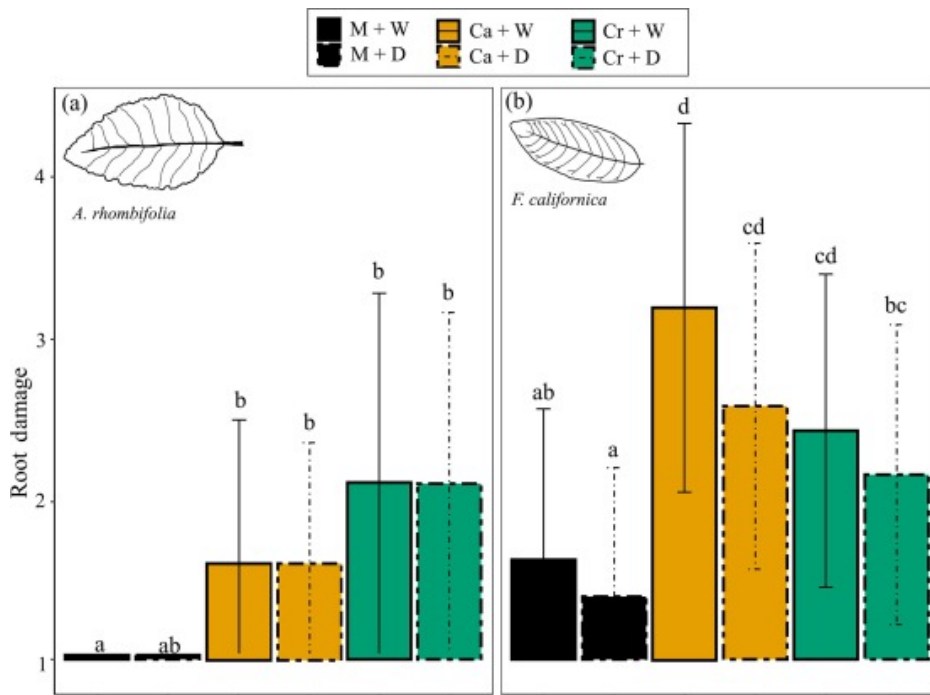 M + W Ca + W Cr + W
M + D Ca + D Cr + D
(a)
A. rhombifolia
b
b
b
b
a
ab
Root damage
4
3
2
1
(b)
F. californica
d
cd
cd
bc
ab
a